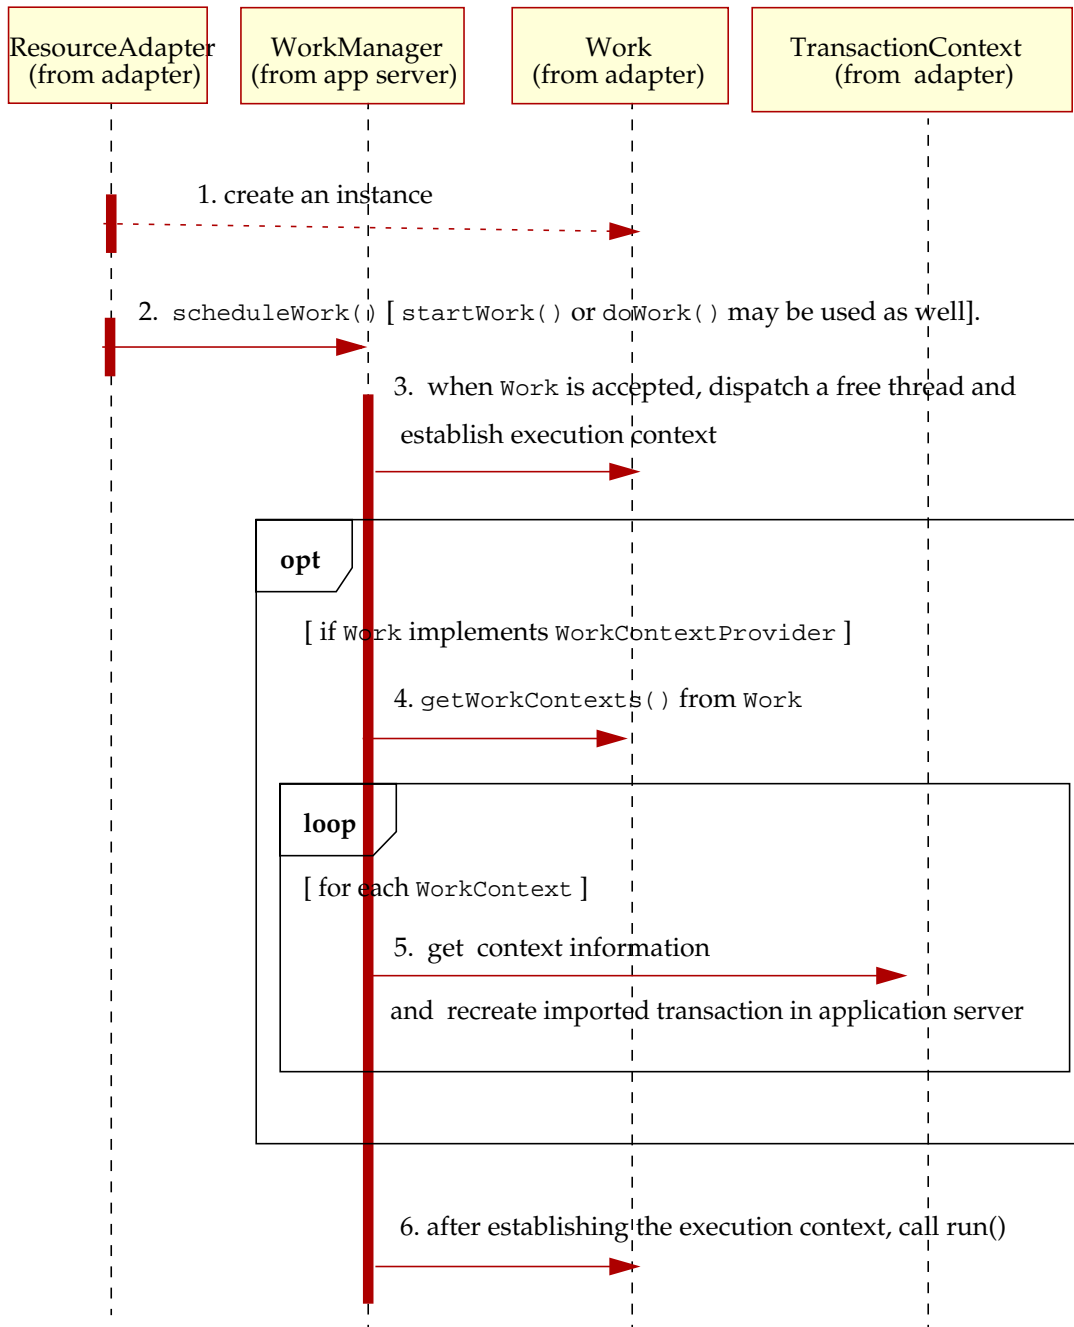 ResourceAdapter
(from adapter)
WorkManager
(from app server)
Work
(from adapter)
TransactionContext
(from  adapter)
1. create an instance
2.  scheduleWork() [ startWork() or doWork() may be used as well].
3.  when Work is accepted, dispatch a free thread and
establish execution context
opt
[ if Work implements WorkContextProvider ]
4. getWorkContexts() from Work
loop
[ for each WorkContext ]
5.  get  context information
and  recreate imported transaction in application server
6. after establishing the execution context, call run()